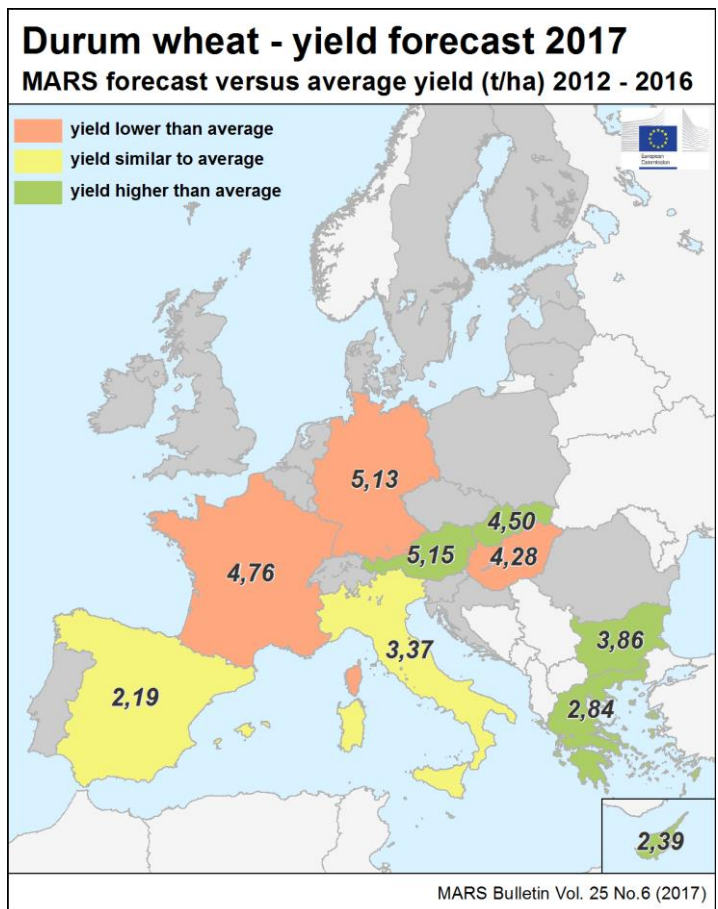 Durum wheat - yield forecast 2017
MARS forecast versus average yield (t/ha) 2012 - 2016
yield lower than average
yield similar to average
yield higher than average
European
Commission
5,13
4,50
5,15
4,28
4,76
3,37
3,86
2,19
2,84
2,39
MARS Bulletin Vol. 25 No.6 (2017)